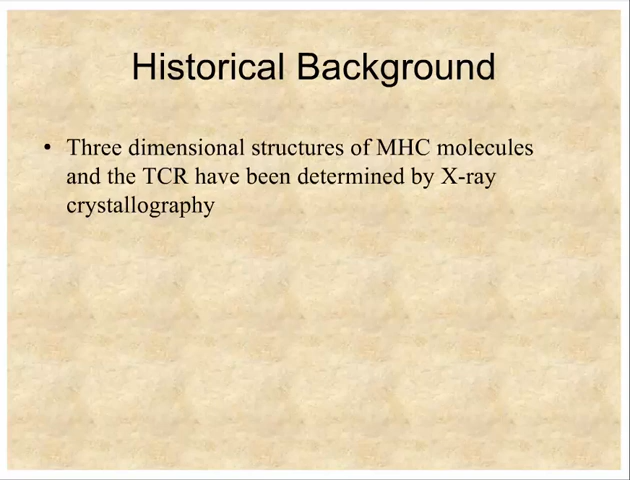 Historical Background
• Three dimensional structures of MHC molecules
and the TCR have been determined by X-ray
crystallography